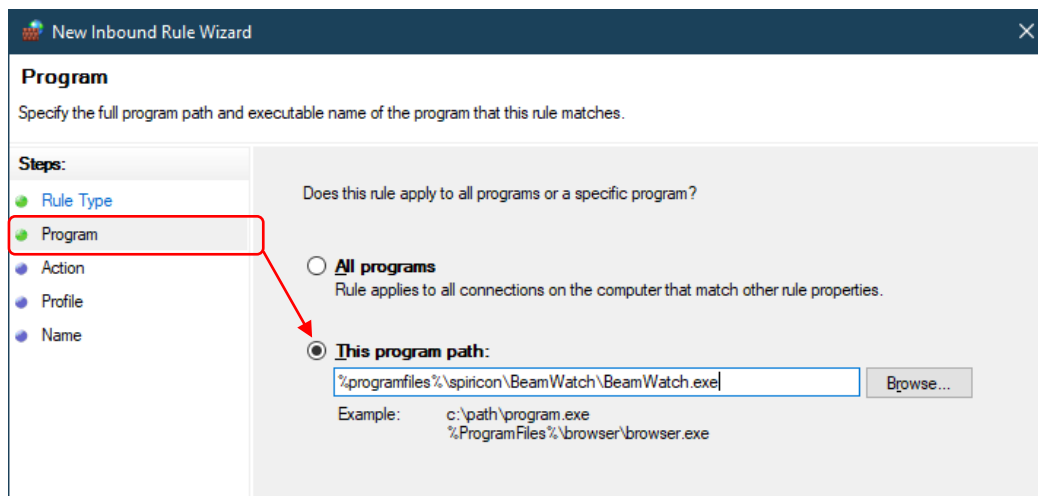 New Inbound Rule Wizard
Program
Specify the full program path and executable name of the program that this rule matches.
Steps:
Rule Type
Program
Action
Profile
Name
Does this rule apply to all programs or a specific program?
All programs
Rule applies to all connections on the computer that match other rule properties.
This program path:
%programfiles%\spiricon\BeamWatch\BeamWatch.exe
Browse...
Example: c:\path\program.exe
%ProgramFiles%\browser\browser.exe